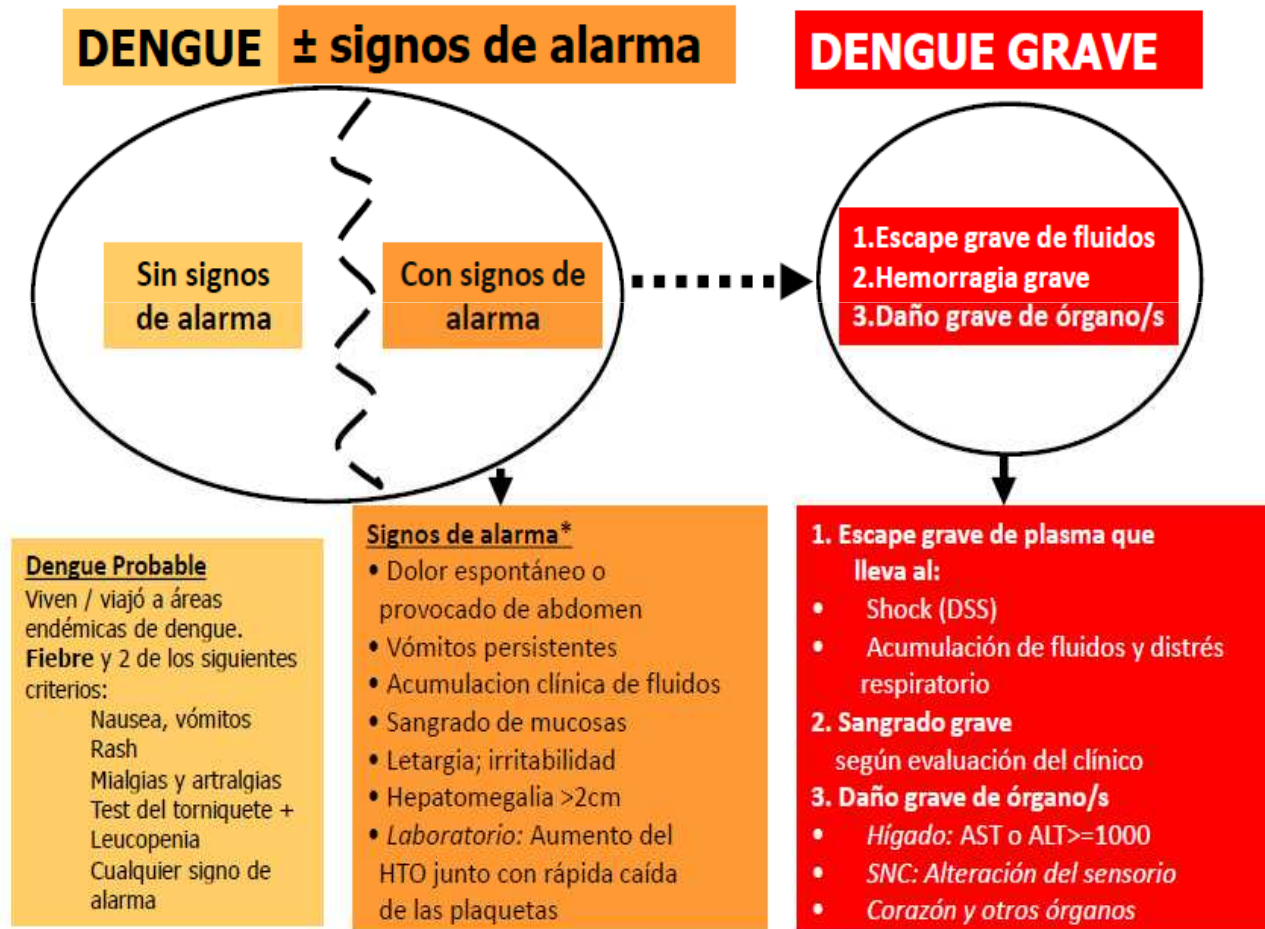 DENGUE ± signos de alarma
DENGUE GRAVE
Sin signos
de alarma
Con signos de
alarma
1.Escape grave de fluidos
2.Hemorragia grave
3.Daño grave de órgano/s
Dengue Probable
Viven / viajó a áreas
endémicas de dengue.
Fiebre y 2 de los siguientes
criterios:
Nausea, vómitos
Rash
Mialgias y artralgias
Test del torniquete +
Leucopenia
Cualquier signo de
alarma
Signos de alarma*
• Dolor espontáneo o
provocado de abdomen
• Vómitos persistentes
• Acumulacion clínica de fluidos
• Sangrado de mucosas
• Letargia; irritabilidad
• Hepatomegalia >2cm
• Laboratorio: Aumento del
HTO junto con rápida caída
de las plaquetas
1. Escape grave de plasma que
lleva al:
• Shock (DSS)
• Acumulación de fluidos y distrés
respiratorio
2. Sangrado grave
según evaluación del clínico
3. Daño grave de órgano/s
• Hígado: AST o ALT>=1000
• SNC: Alteración del sensorio
• Corazón y otros órganos